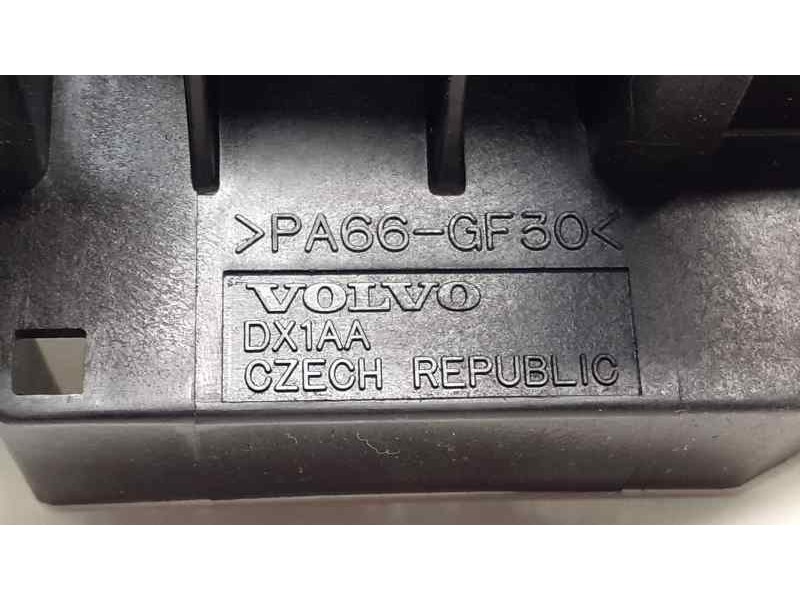 >PA66-GF30<
VOLVO
DX1AA
CZECH REPUBLIC